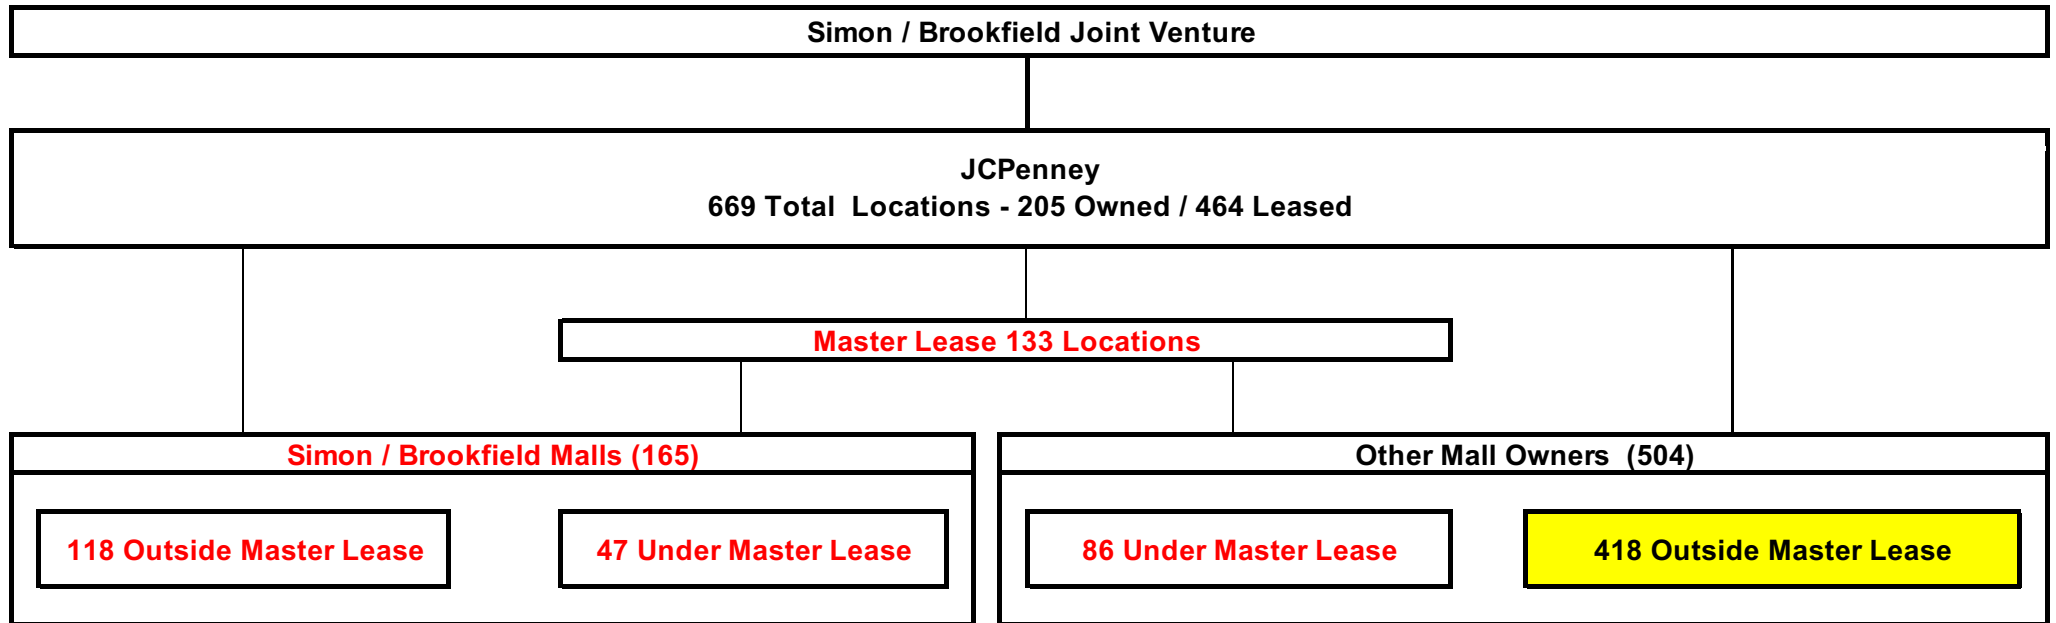 Simon / Brookfield Joint Venture
JCPenney
669 Total Locations - 205 Owned / 464 Leased
Master Lease 133 Locations
Simon / Brookfield Malls (165)
Other Mall Owners (504)
118 Outside Master Lease
47 Under Master Lease
86 Under Master Lease
418 Outside Master Lease